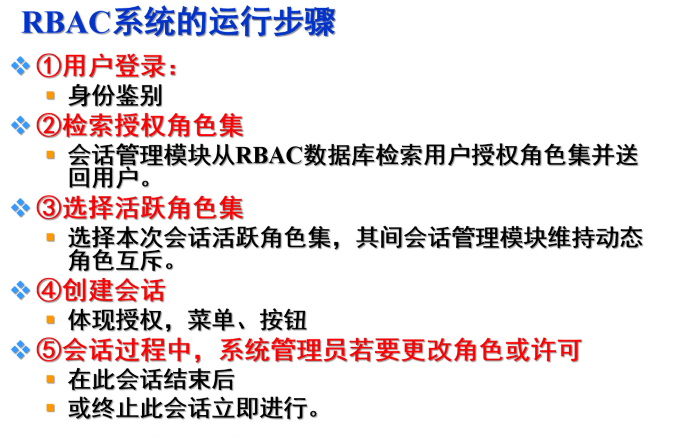 RBAC系统的运行步骤
①用户登录：
身份鉴别
②检索授权角色集
会话管理模块从RBAC数据库检索用户授权角色集并送
回用户。
③选择活跃角色集
选择本次会话活跃角色集，其间会话管理模块维持动态
角色互斥。
④创建会话
体现授权，菜单、按钮
⑤会话过程中，系统管理员若要更改角色或许可
在此会话结束后
或终止此会话立即进行。